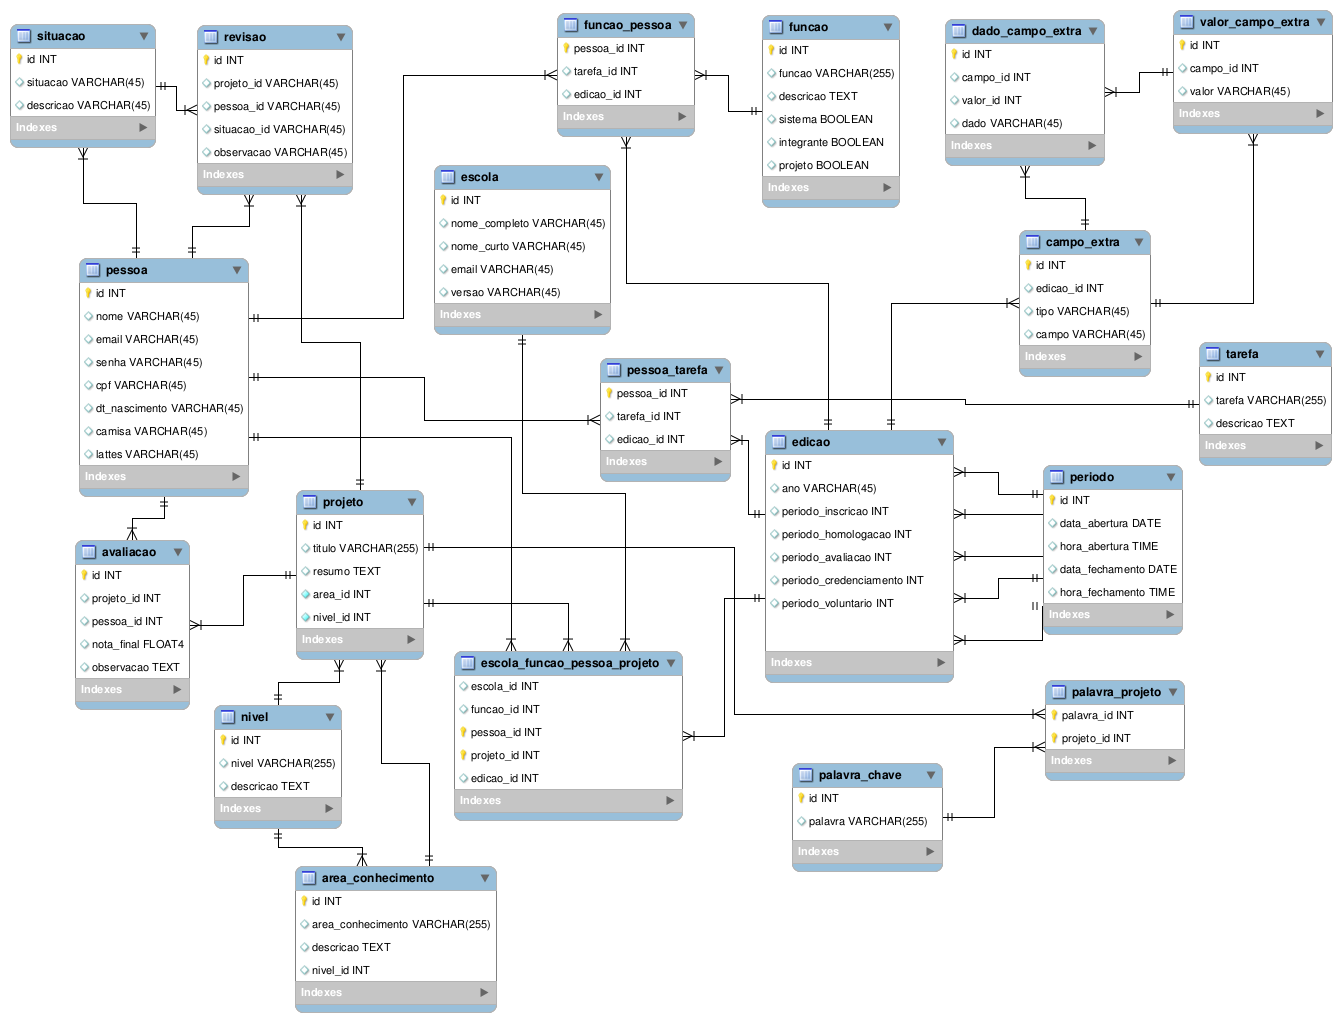 situacao
id INT
situacao VARCHAR(45)
descricao VARCHAR(45)
Indexes
revisao
id INT
projeto_id VARCHAR(45)
pessoa_id VARCHAR(45)
situacao_id VARCHAR(45)
observacao VARCHAR(45)
Indexes
funcao_pessoa
pessoa_id INT
tarefa_id INT
edicao_id INT
Indexes
funcao
id INT
funcao VARCHAR(255)
descricao TEXT
sistema BOOLEAN
integrante BOOLEAN
projeto BOOLEAN
Indexes
dado_campo_extra
id INT
campo_id INT
valor_id INT
dado VARCHAR(45)
Indexes
valor_campo_extra
id INT
campo_id INT
valor VARCHAR(45)
Indexes
escola
id INT
nome_completo VARCHAR(45)
nome_curto VARCHAR(45)
email VARCHAR(45)
versao VARCHAR(45)
Indexes
campo_extra
id INT
edicao_id INT
tipo VARCHAR(45)
campo VARCHAR(45)
Indexes
pessoa
id INT
nome VARCHAR(45)
email VARCHAR(45)
senha VARCHAR(45)
cpf VARCHAR(45)
dt_nascimento VARCHAR(45)
camisa VARCHAR(45)
lattes VARCHAR(45)
Indexes
pessoa_tarefa
pessoa_id INT
tarefa_id INT
edicao_id INT
Indexes
tarefa
id INT
tarefa VARCHAR(255)
descricao TEXT
Indexes
edicao
id INT
ano VARCHAR(45)
periodo_inscricao INT
periodo_homologacao INT
periodo_avaliacao INT
periodo_credenciamento INT
periodo_voluntario INT
Indexes
periodo
id INT
data_abertura DATE
hora_abertura TIME
data_fechamento DATE
hora_fechamento TIME
Indexes
projeto
id INT
titulo VARCHAR(255)
resumo TEXT
area_id INT
nivel_id INT
Indexes
avaliacao
id INT
projeto_id INT
pessoa_id INT
nota_final FLOAT4
observacao TEXT
Indexes
escola_funcao_pessoa_projeto
escola_id INT
funcao_id INT
pessoa_id INT
projeto_id INT
edicao_id INT
Indexes
palavra_projeto
palavra_id INT
projeto_id INT
Indexes
nivel
id INT
nivel VARCHAR(255)
descricao TEXT
Indexes
palavra_chave
id INT
palavra VARCHAR(255)
Indexes
area_conhecimento
id INT
area_conhecimento VARCHAR(255)
descricao TEXT
nivel_id INT
Indexes